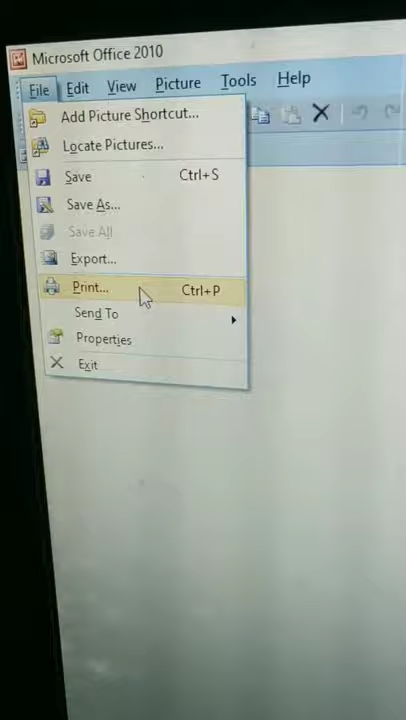 Microsoft Office 2010
File Edit View Picture Tools Help
Add Picture Shortcut...
Locate Pictures...
Save Ctrl+S
Save As...
Save All
Export...
Print... Ctrl+P
Send To
Properties
Exit